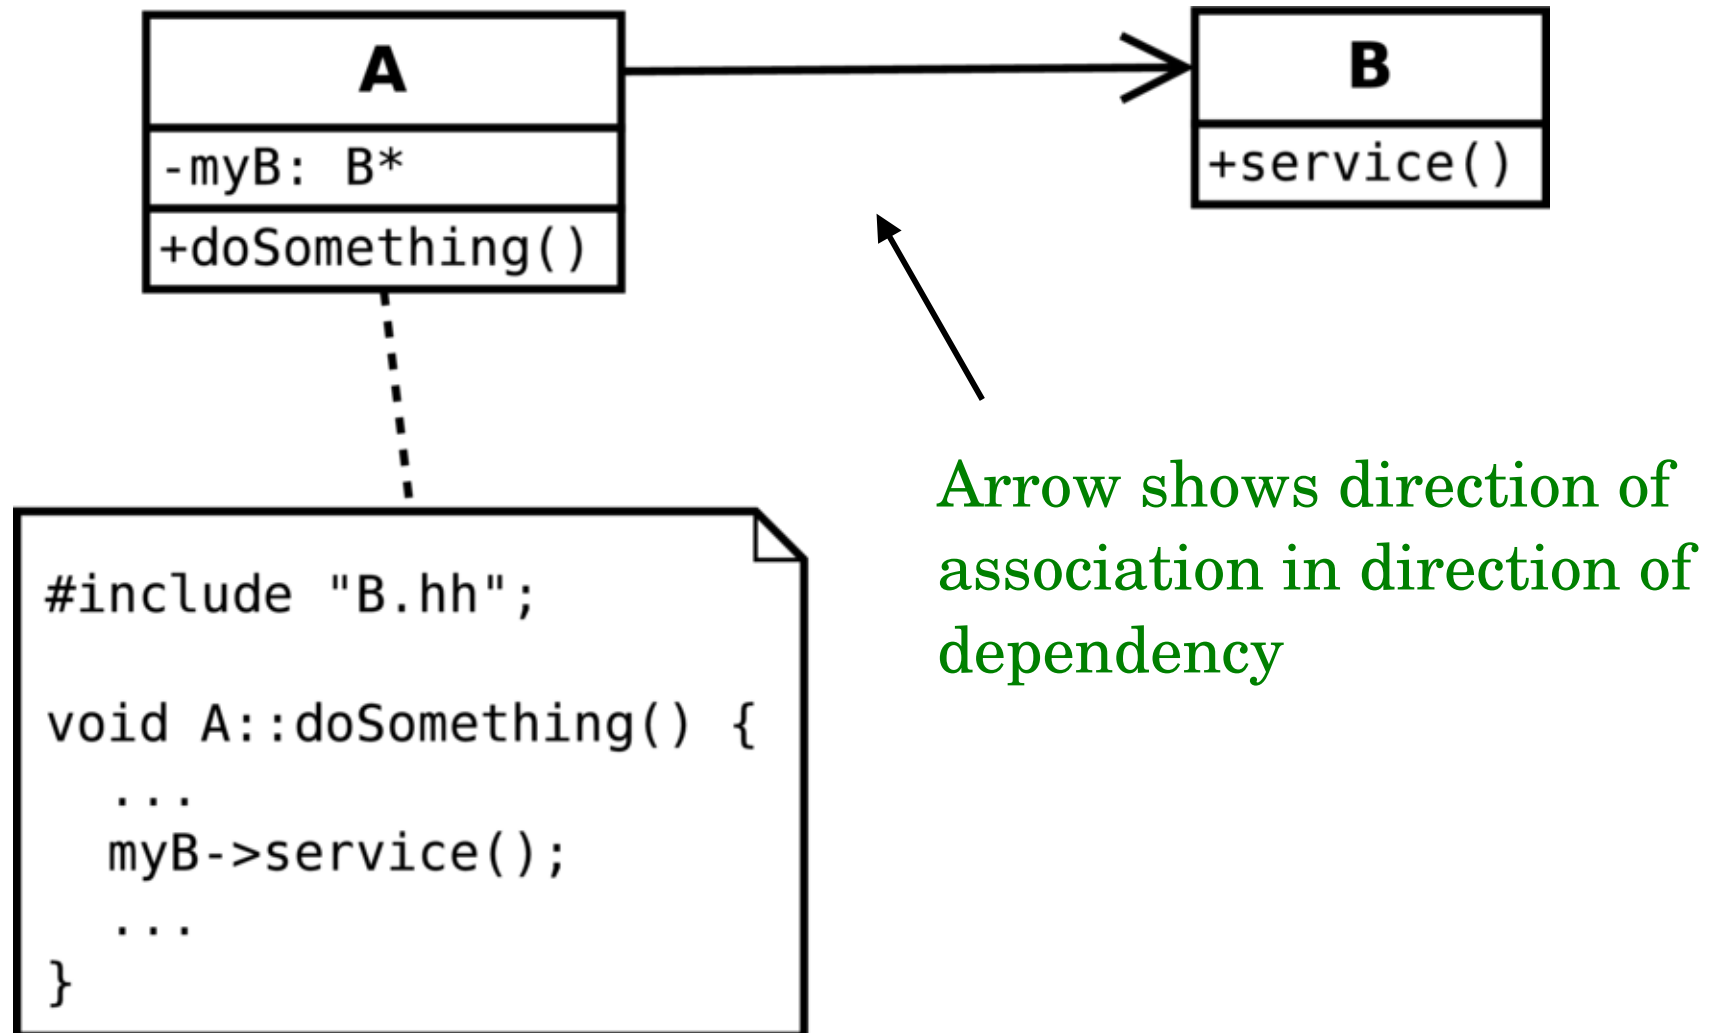 A
-myB: B*
+doSomething()
B
+service()
Arrow shows direction of
association in direction of
dependency
#include "B.hh";
void A::doSomething() {
...
myB->service();
...
}